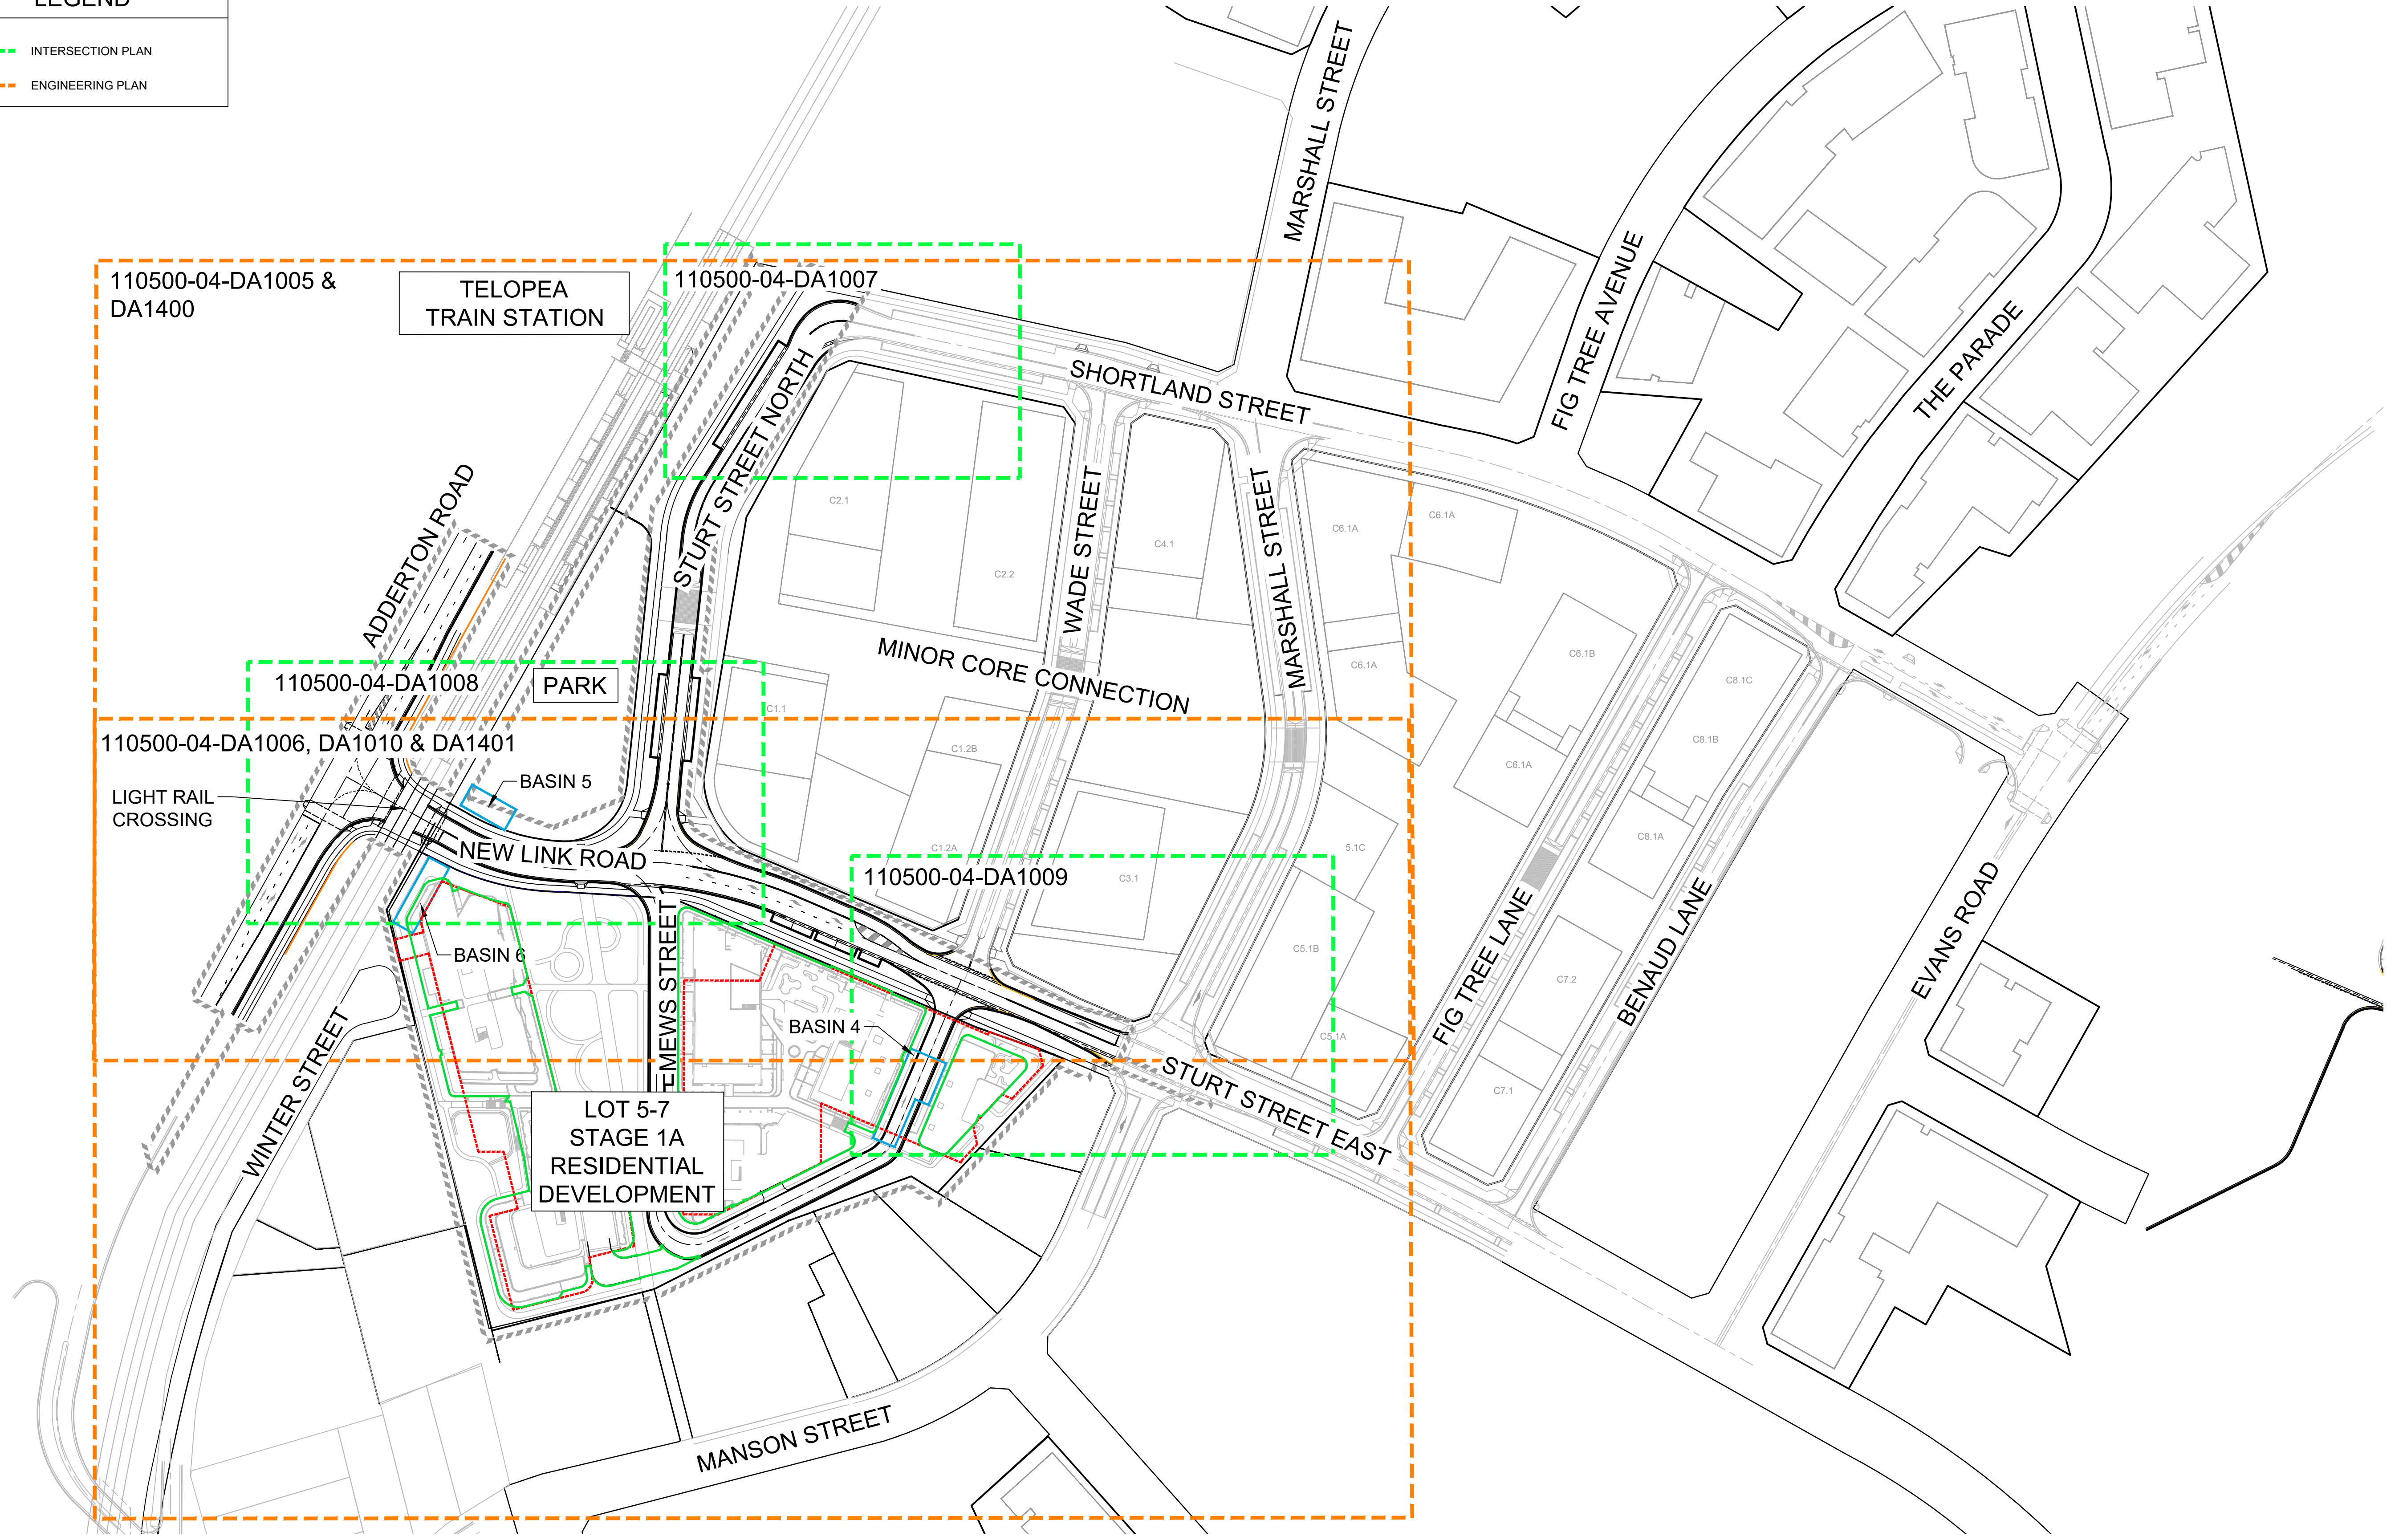 LEGEND
INTERSECTION PLAN
ENGINEERING PLAN
MARSHALL STREET
110500-04-DA1005 &
DA1400
TELOPEA
TRAIN STATION
110500-04-DA1007
FIG TREE AVENUE
THE PARADE
SHORTLAND STREET
STURT STREET NORTH
ADDERTON ROAD
WADE STREET
MARSHALL STREET
C2.1
C2.2
C4.1
C6.1A
C6.1A
C6.1A
C6.1B
C8.1C
C8.1B
C6.1A
C8.1A
MINOR CORE CONNECTION
110500-04-DA1008
PARK
C1.1
C1.2B
110500-04-DA1006, DA1010 & DA1401
BASIN 5
LIGHT RAIL
CROSSING
NEW LINK ROAD
C1.2A
5.1C
110500-04-DA1009
C3.1
BASIN 6
EMEWS STREET
C5.1B
C7.2
FIG TREE LANE
BENAUD LANE
EVANS ROAD
BASIN 4
C5.1A
WINTER STREET
STURT STREET EAST
C7.1
LOT 5-7
STAGE 1A
RESIDENTIAL
DEVELOPMENT
MANSON STREET